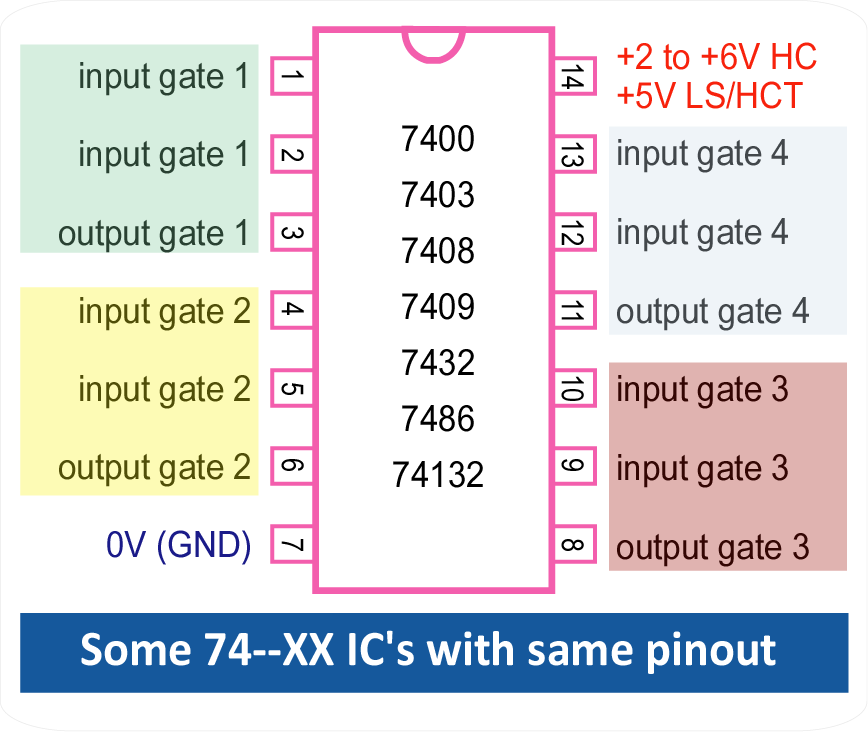 input gate 1
1
14
+2 to +6V HC
+5V LS/HCT
input gate 1
2
7400
13
input gate 4
7403
output gate 1
3
7408
12
input gate 4
input gate 2
4
7409
11
output gate 4
input gate 2
5
7432
10
input gate 3
7486
output gate 2
6
74132
9
input gate 3
0V (GND)
7
8
output gate 3
Some 74--XX IC's with same pinout